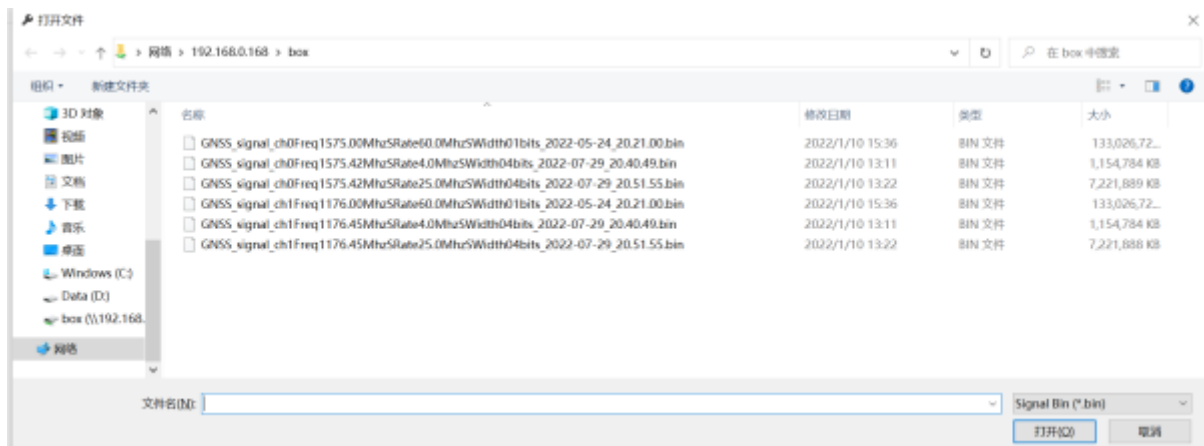 打开文件
网络 > 192.168.0.168 > box
在 box 中搜索
组织 新建文件夹
3D 对象
视频
图片
文档
下载
音乐
桌面
Windows (C:)
Data (D:)
box (\\192.168.
网络
名称 修改日期 类型 大小
GNSS_signal_ch0Freq1575.00MhzSRate60.0MhzSWidth01bits_2022-05-24_20.21.00.bin 2022/1/10 15:36 BIN 文件 133,026,72...
GNSS_signal_ch0Freq1575.42MhzSRate4.0MhzSWidth04bits_2022-07-29_20.40.49.bin 2022/1/10 13:11 BIN 文件 1,154,784 KB
GNSS_signal_ch0Freq1575.42MhzSRate25.0MhzSWidth04bits_2022-07-29_20.51.55.bin 2022/1/10 13:22 BIN 文件 7,221,889 KB
GNSS_signal_ch1Freq1176.00MhzSRate60.0MhzSWidth01bits_2022-05-24_20.21.00.bin 2022/1/10 15:36 BIN 文件 133,026,72...
GNSS_signal_ch1Freq1176.45MhzSRate4.0MhzSWidth04bits_2022-07-29_20.40.49.bin 2022/1/10 13:11 BIN 文件 1,154,784 KB
GNSS_signal_ch1Freq1176.45MhzSRate25.0MhzSWidth04bits_2022-07-29_20.51.55.bin 2022/1/10 13:22 BIN 文件 7,221,888 KB
文件名(N): Signal Bin (*.bin)
打开(O) 取消